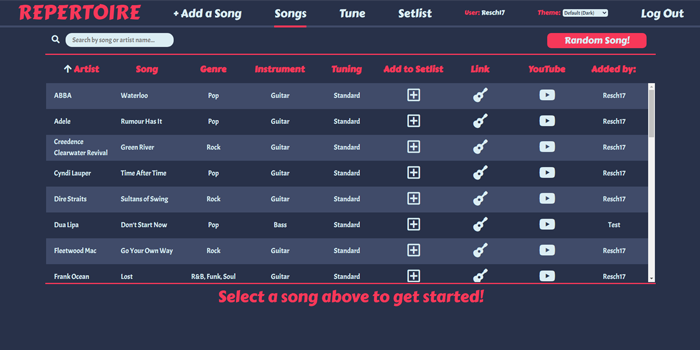 REPERTOIRE + Add a Song Songs Tune Setlist User: Resch17 Theme: Default (Dark) Log Out
Search by song or artist name... Random Song!
Artist Song Genre Instrument Tuning Add to Setlist Link YouTube Added by:
ABBA Waterloo Pop Guitar Standard Resch17
Adele Rumour Has It Pop Guitar Standard Resch17
Creedence Clearwater Revival Green River Rock Guitar Standard Resch17
Cyndi Lauper Time After Time Pop Guitar Standard Resch17
Dire Straits Sultans of Swing Rock Guitar Standard Resch17
Dua Lipa Don't Start Now Pop Bass Standard Test
Fleetwood Mac Go Your Own Way Rock Guitar Standard Resch17
Frank Ocean Lost R&B, Funk, Soul Guitar Standard Resch17
Select a song above to get started!